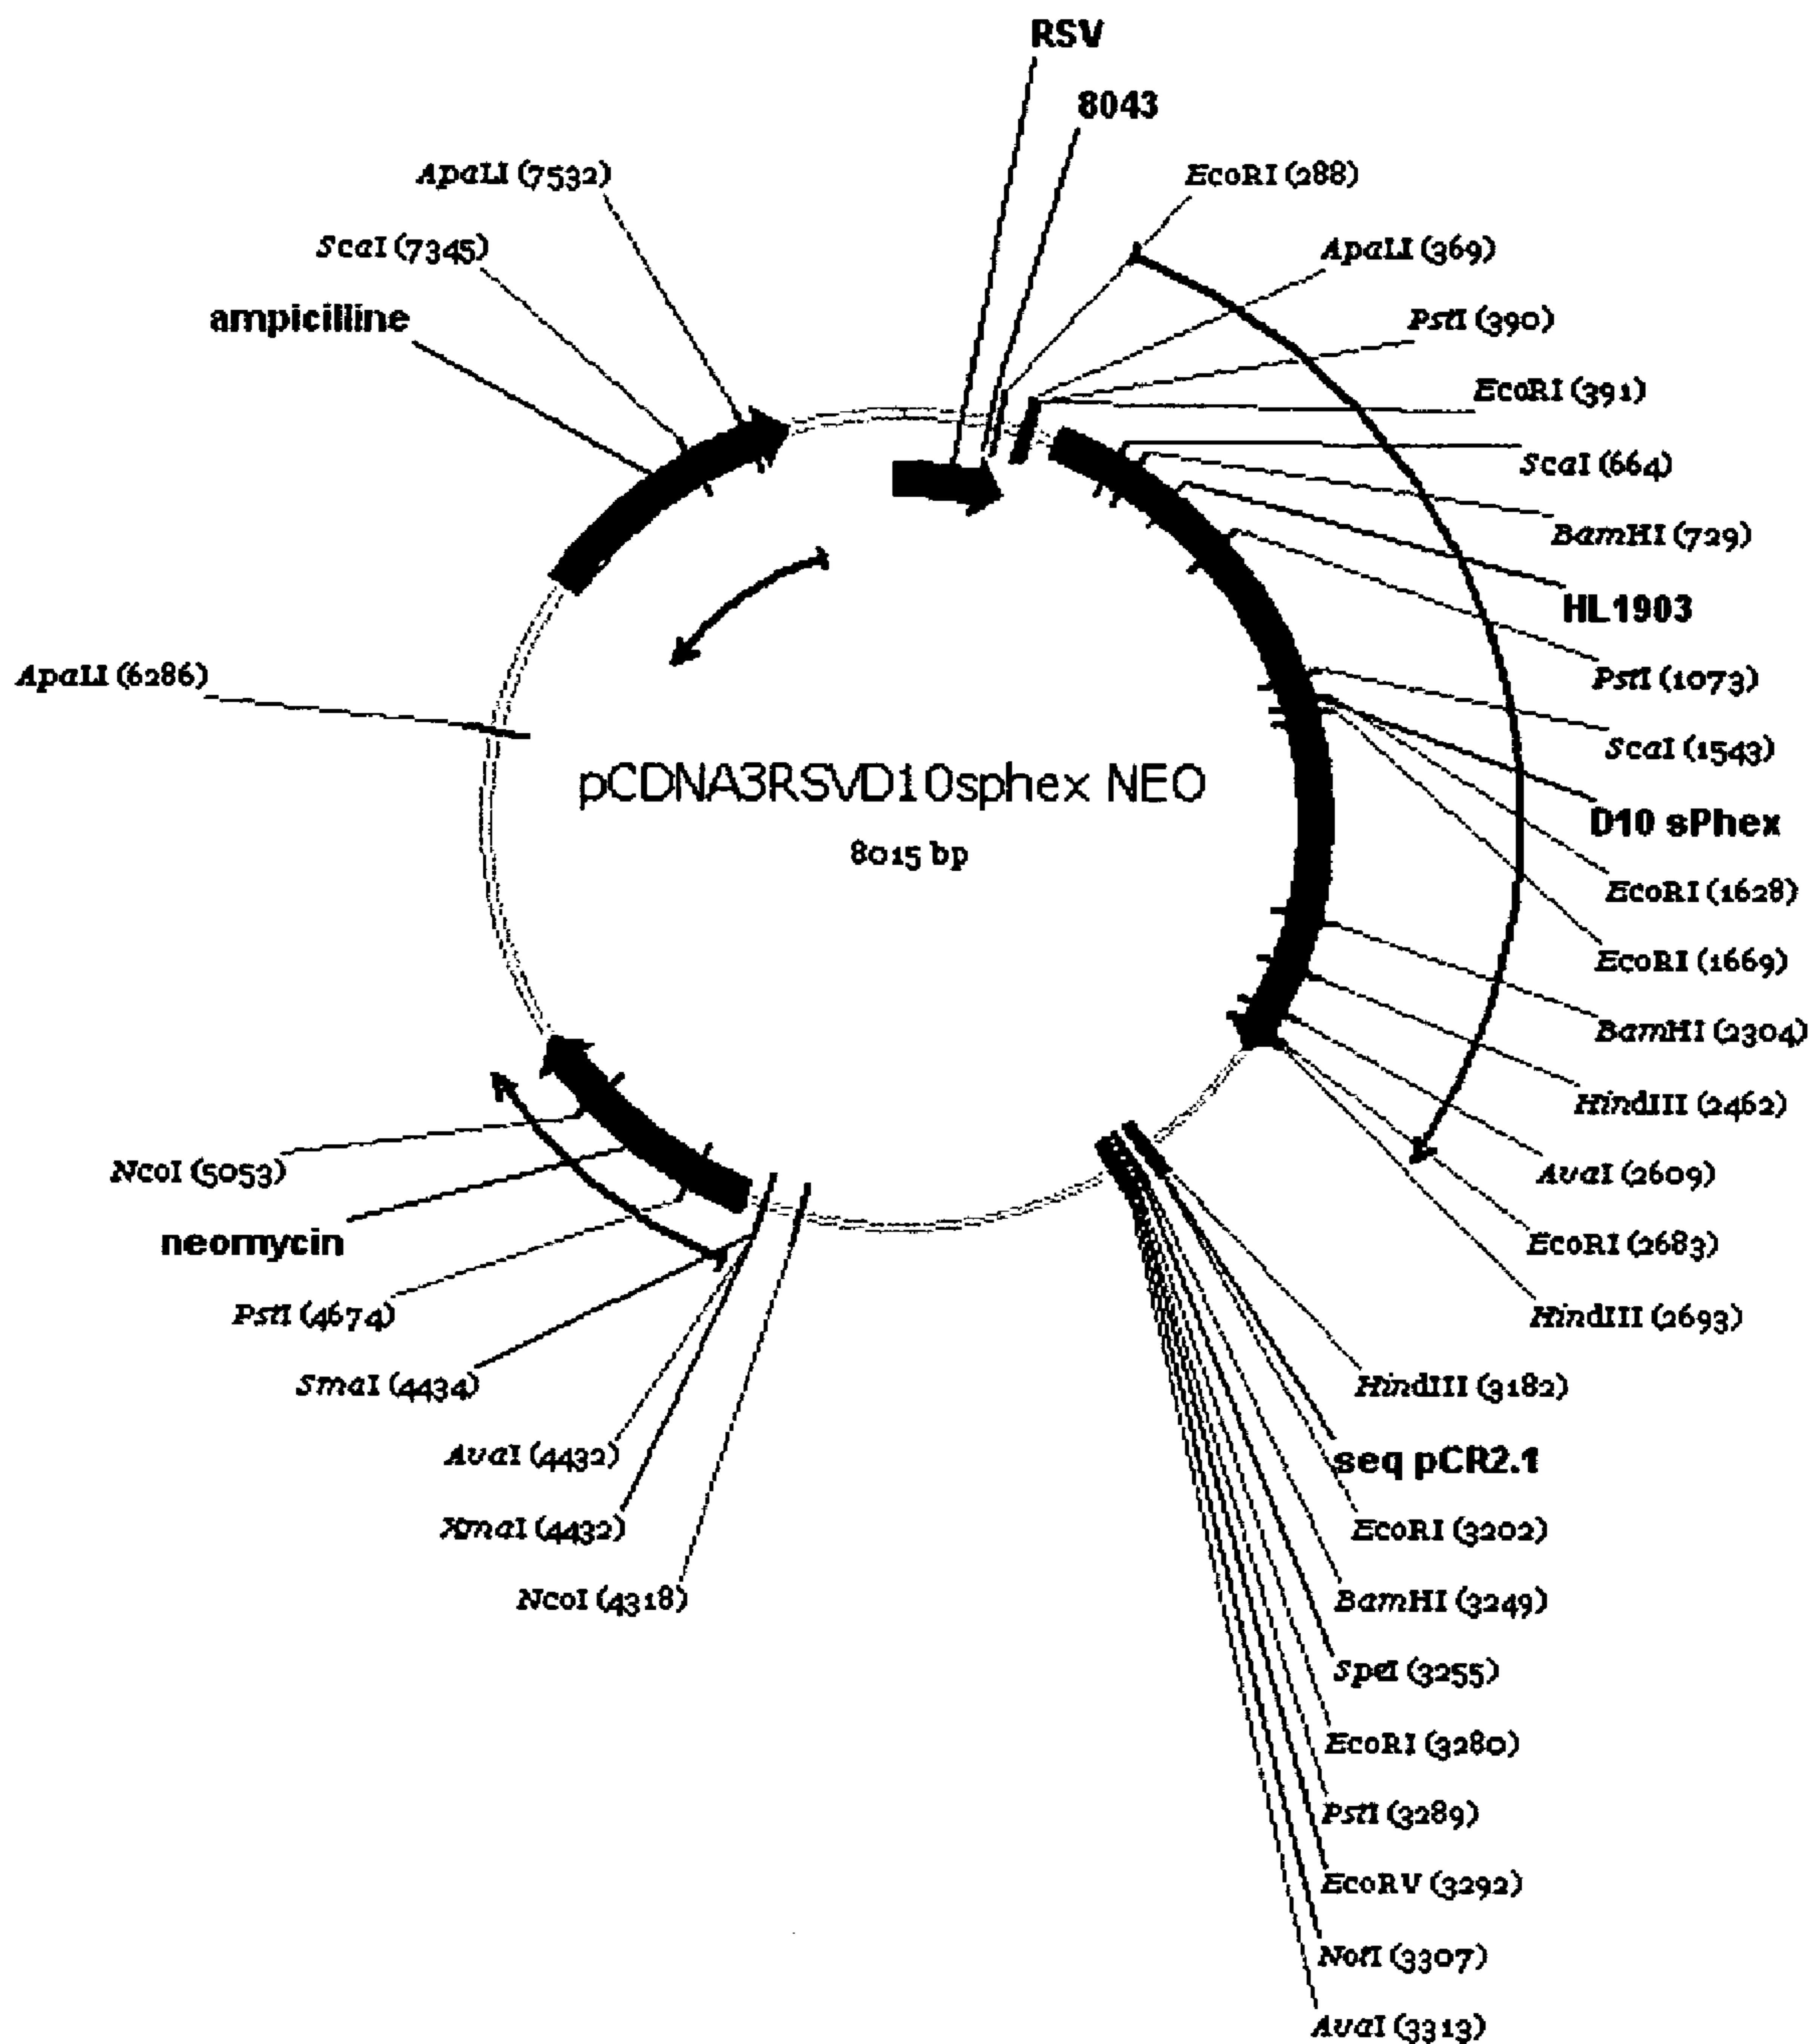 RSV
8043
ApaLI (7532)
EcoRI (288)
ScaI (7345)
ApaLI (369)
ampicilline
PstI (390)
EcoRI (391)
ScaI (664)
BamHI (729)
HL1903
ApaLI (6286)
PstI (1073)
ScaI (1543)
pCDNA3RSVD10sphex NEO
8015 bp
D10 sPhex
EcoRI (1628)
EcoRI (1669)
BamHI (2304)
HindIII (2462)
NcoI (5053)
AvaI (2609)
neomycin
EcoRI (2683)
PstI (4674)
HindIII (2693)
SmaI (4434)
HindIII (3182)
AvaI (4432)
seq pCR2.1
XmaI (4432)
EcoRI (3202)
NcoI (4318)
BamHI (3249)
SpeI (3255)
EcoRI (3280)
PstI (3289)
EcoRV (3292)
NotI (3307)
AvaI (3313)